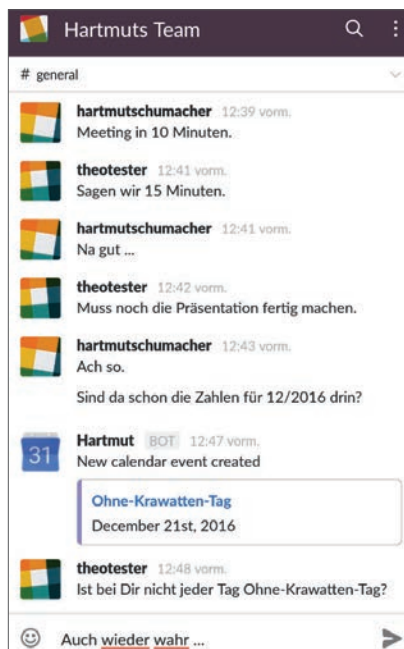 Hartmuts Team
# general
hartmutschumacher 12:39 vorm.
Meeting in 10 Minuten.
theotester 12:41 vorm.
Sagen wir 15 Minuten.
hartmutschumacher 12:41 vorm.
Na gut ...
theotester 12:42 vorm.
Muss noch die Präsentation fertig machen.
hartmutschumacher 12:43 vorm.
Ach so.
Sind da schon die Zahlen für 12/2016 drin?
31
Hartmut BOT 12:47 vorm.
New calendar event created
Ohne-Krawatten-Tag
December 21st, 2016
theotester 12:48 vorm.
Ist bei Dir nicht jeder Tag Ohne-Krawatten-Tag?
Auch wieder wahr ...